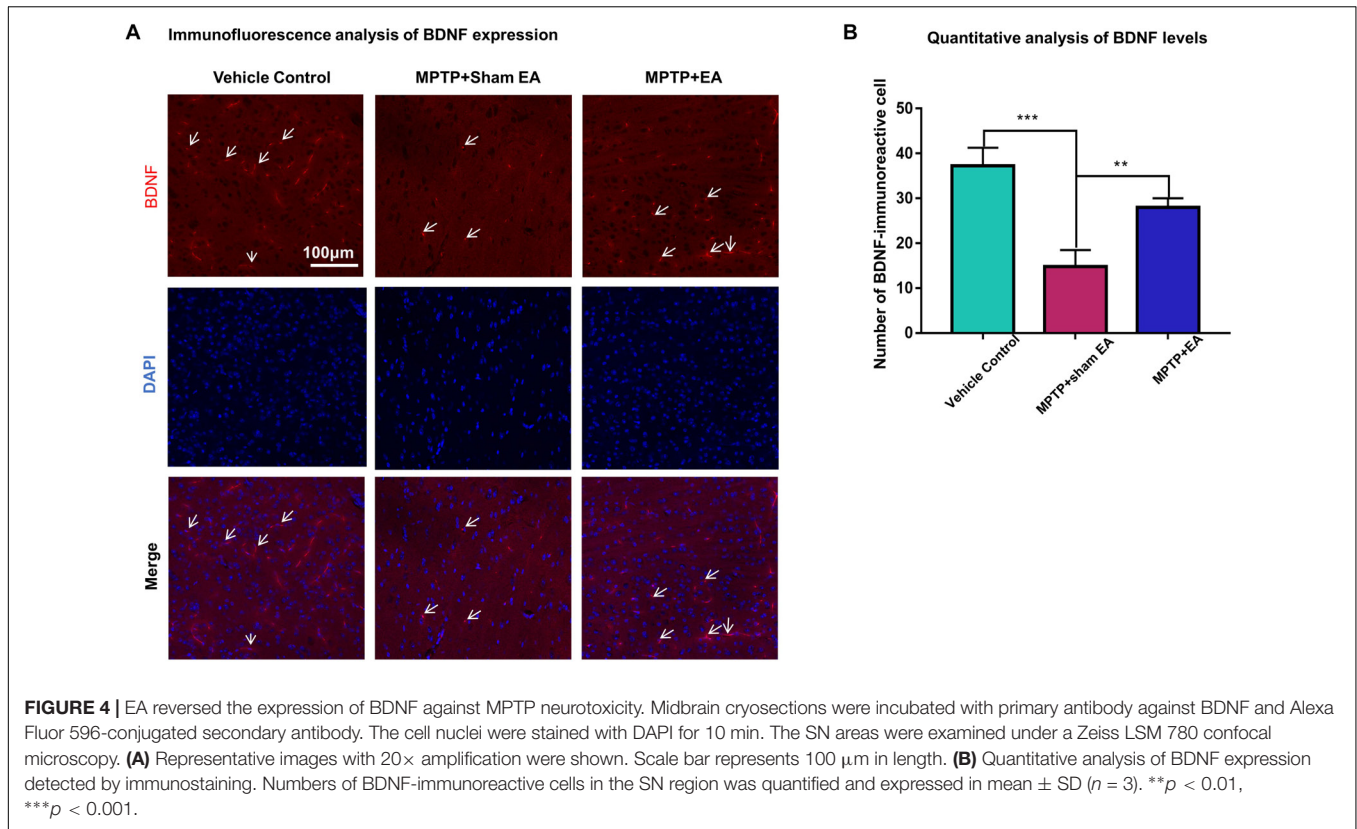 A Immunofluorescence analysis of BDNF expression
Vehicle Control MPTP+Sham EA MPTP+EA
BDNF
100μm
DAPI
Merge
B Quantitative analysis of BDNF levels
Number of BDNF-immunoreactive cell
50
40
30
20
10
0
***
**
Vehicle Control
MPTP+sham EA
MPTP+EA
FIGURE 4 | EA reversed the expression of BDNF against MPTP neurotoxicity. Midbrain cryosections were incubated with primary antibody against BDNF and Alexa
Fluor 596-conjugated secondary antibody. The cell nuclei were stained with DAPI for 10 min. The SN areas were examined under a Zeiss LSM 780 confocal
microscopy. (A) Representative images with 20× amplification were shown. Scale bar represents 100 μm in length. (B) Quantitative analysis of BDNF expression
detected by immunostaining. Numbers of BDNF-immunoreactive cells in the SN region was quantified and expressed in mean ± SD (n = 3). **p < 0.01,
***p < 0.001.